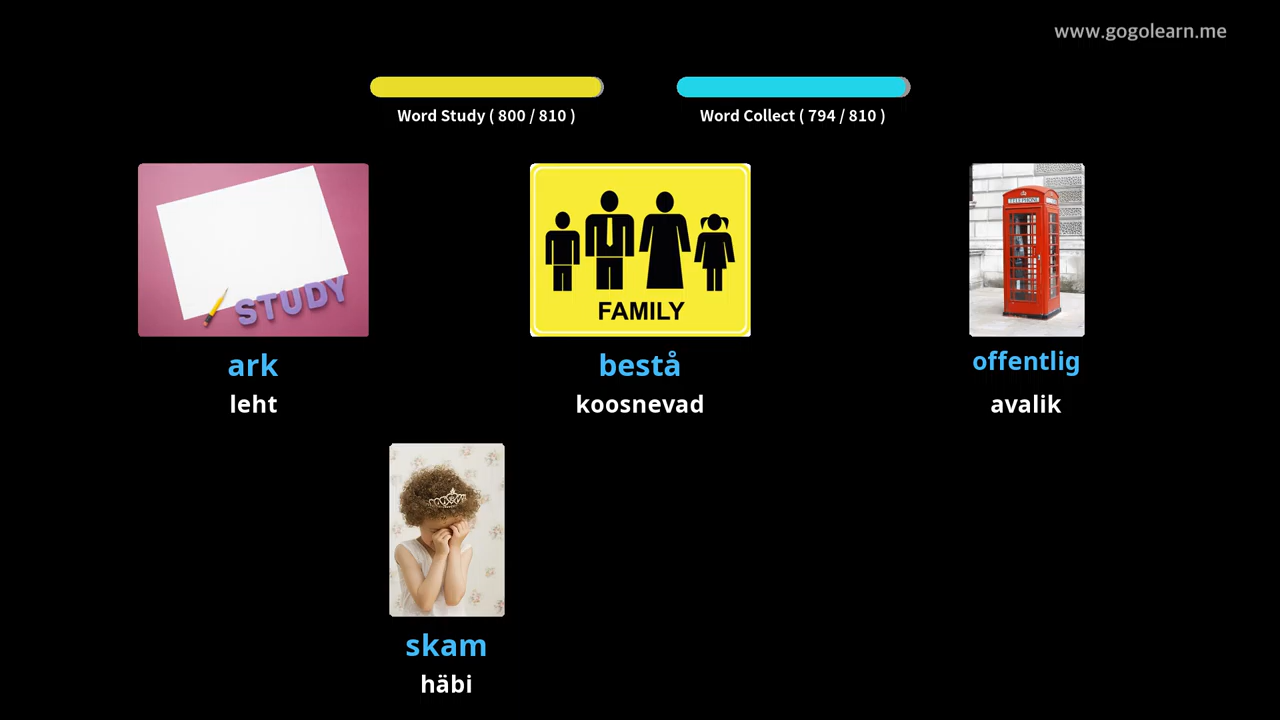 www.gogolearn.me
Word Study ( 800 / 810 )
Word Collect ( 794 / 810 )
STUDY
FAMILY
TELEPHONE
ark
bestå
offentlig
leht
koosnevad
avalik
skam
häbi